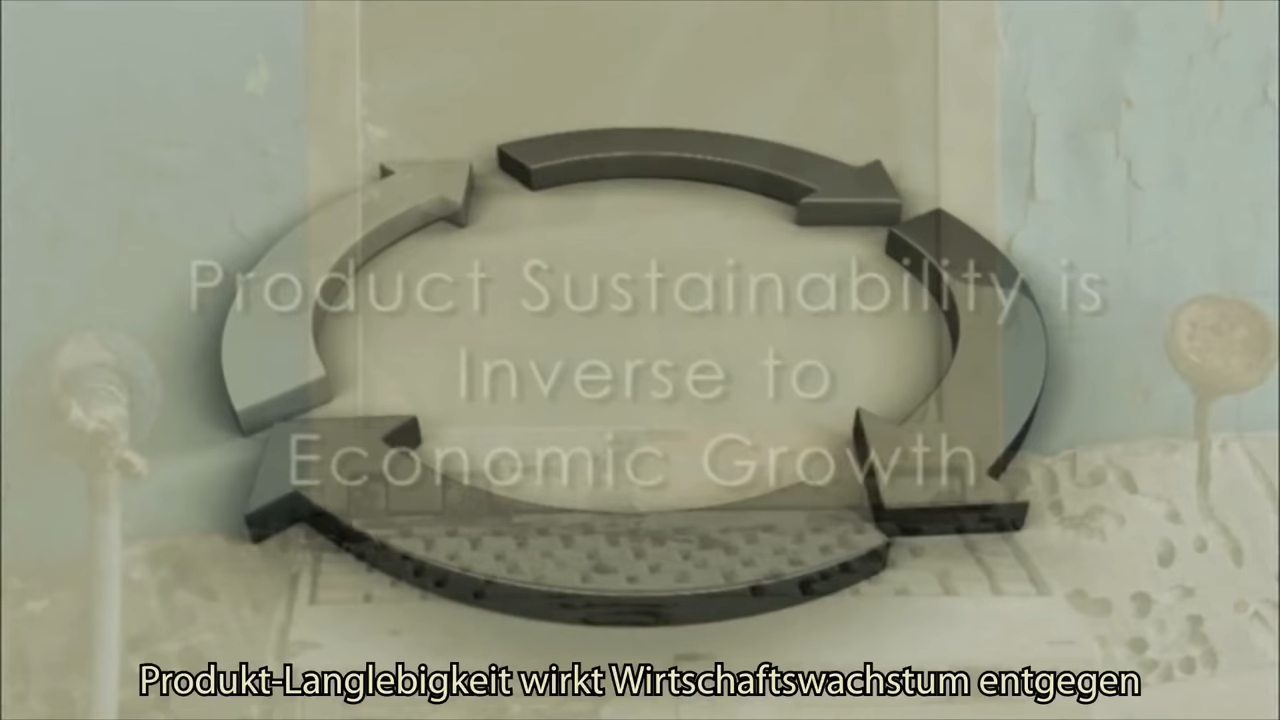 Product Sustainability is
Inverse to
Economic Growth
Produkt-Langlebigkeit wirkt Wirtschaftswachstum entgegen